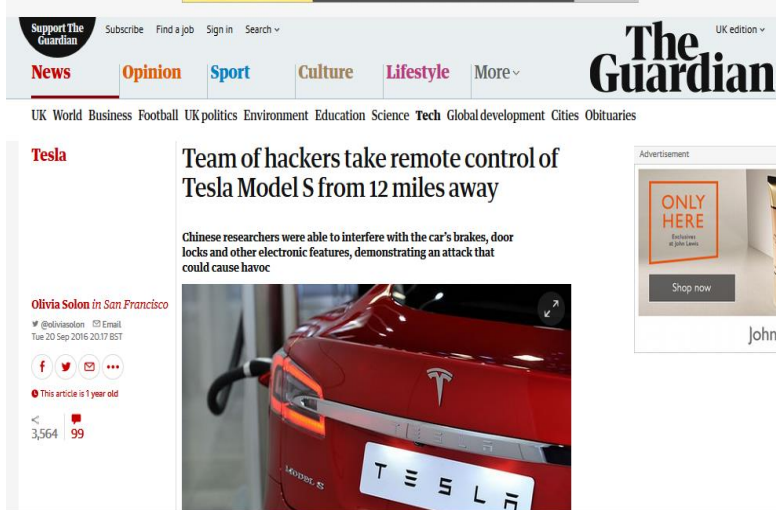 Support The
Guardian
Subscribe Find a job Sign in Search
UK edition
The
Guardian
News Opinion Sport Culture Lifestyle More
UK World Business Football UK politics Environment Education Science Tech Global development Cities Obituaries
Tesla
Team of hackers take remote control of
Tesla Model S from 12 miles away
Chinese researchers were able to interfere with the car's brakes, door
locks and other electronic features, demonstrating an attack that
could cause havoc
Olivia Solon in San Francisco
@oliviasolon Email
Tue 20 Sep 2016 20.17 BST
This article is 1 year old
3,564 99
TESLA
MODEL S
TESLA
Advertisement
ONLY
HERE
Exclusives
at John Lewis
Shop now
John